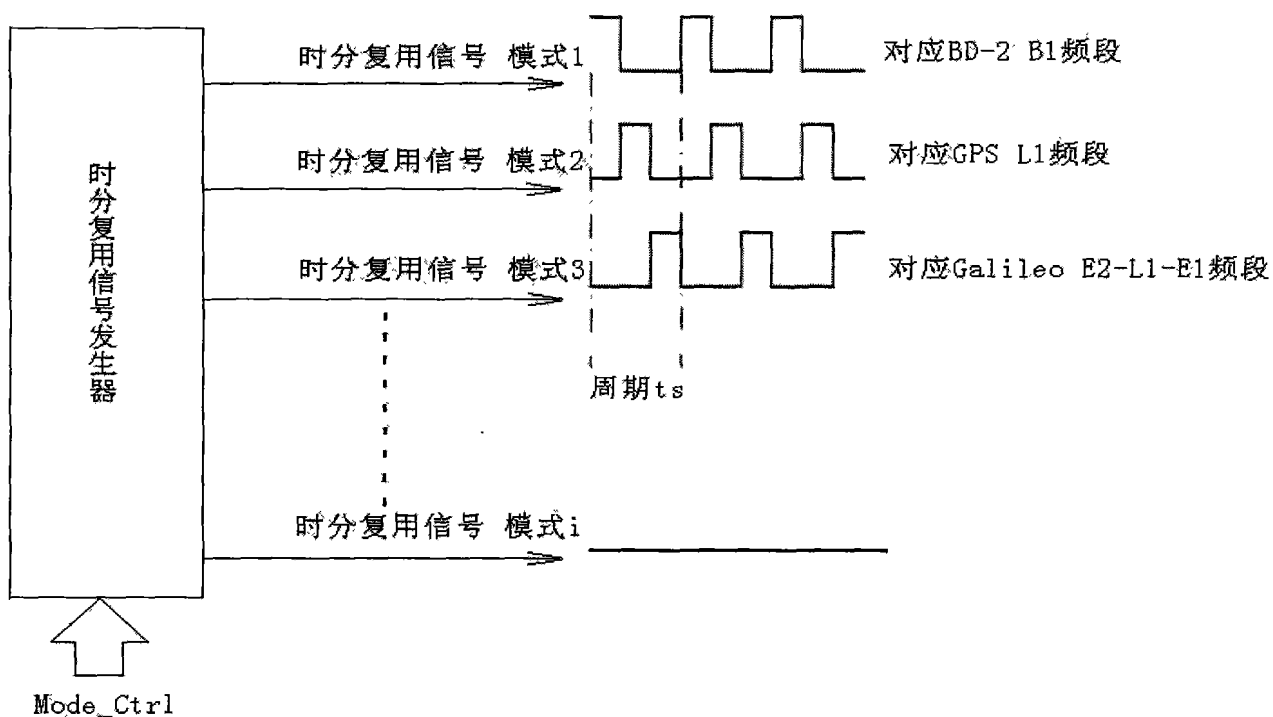 时分复用信号发生器
时分复用信号 模式1
对应BD-2 B1频段
时分复用信号 模式2
对应GPS L1频段
时分复用信号 模式3
对应Galileo E2-L1-E1频段
周期ts
时分复用信号 模式i
Mode_Ctrl